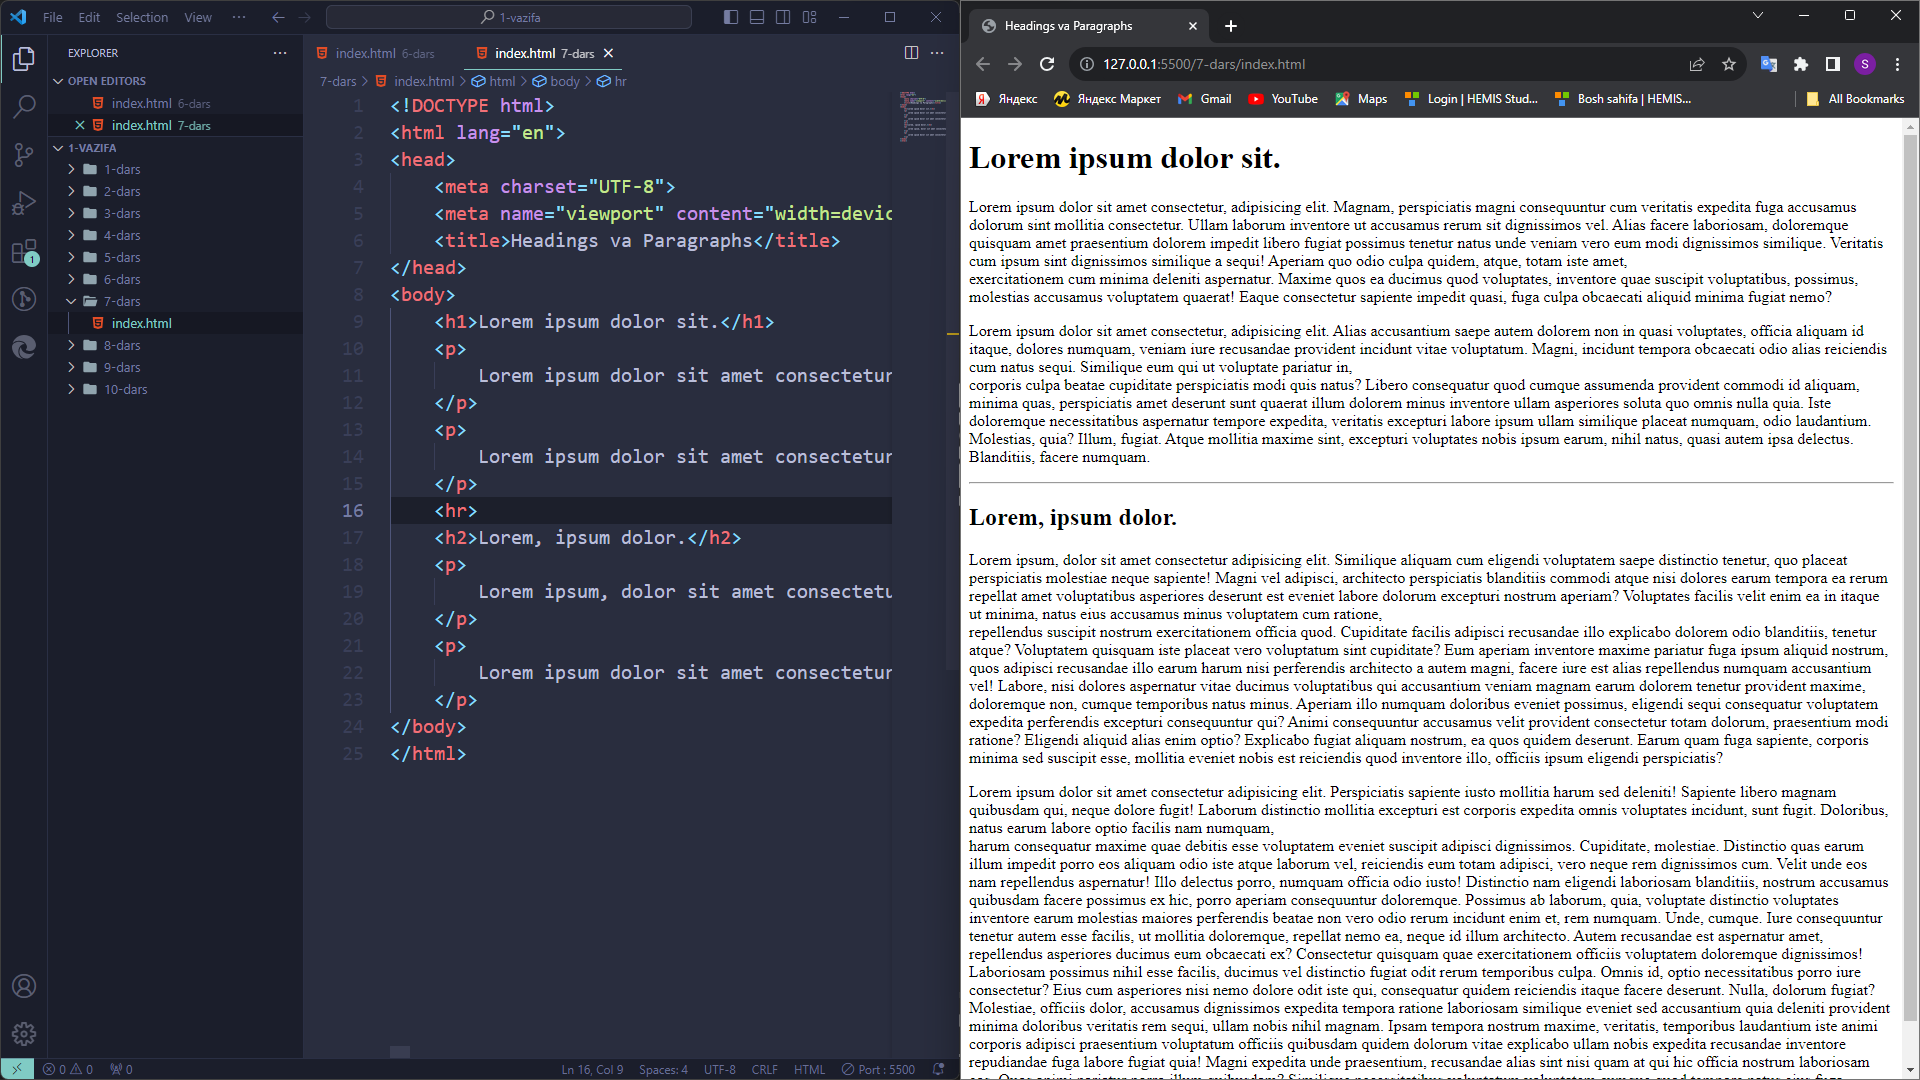 File Edit Selection View ···
1-vazifa
EXPLORER
OPEN EDITORS
index.html 6-dars
index.html 7-dars
1-VAZIFA
1-dars
2-dars
3-dars
4-dars
5-dars
6-dars
7-dars
index.html
8-dars
9-dars
10-dars
1
index.html 6-dars
index.html 7-dars
7-dars > index.html > html > body > hr
1 <!DOCTYPE html>
2 <html lang="en">
3 <head>
4 <meta charset="UTF-8">
5 <meta name="viewport" content="width=devic
6 <title>Headings va Paragraphs</title>
7 </head>
8 <body>
9 <h1>Lorem ipsum dolor sit.</h1>
10 <p>
11 Lorem ipsum dolor sit amet consectetur
12 </p>
13 <p>
14 Lorem ipsum dolor sit amet consectetur
15 </p>
16 <hr>
17 <h2>Lorem, ipsum dolor.</h2>
18 <p>
19 Lorem ipsum, dolor sit amet consectetu
20 </p>
21 <p>
22 Lorem ipsum dolor sit amet consectetur
23 </p>
24 </body>
25 </html>
0 0 0
Ln 16, Col 9 Spaces: 4 UTF-8 CRLF HTML Port : 5500
Headings va Paragraphs
127.0.0.1:5500/7-dars/index.html
S
Яндекс Яндекс Маркет Gmail YouTube Maps Login | HEMIS Stud... Bosh sahifa | HEMIS... All Bookmarks
Lorem ipsum dolor sit.
Lorem ipsum dolor sit amet consectetur, adipisicing elit. Magnam, perspiciatis magni consequuntur cum veritatis expedita fuga accusamus
dolorum sint mollitia consectetur. Ullam laborum inventore ut accusamus rerum sit dignissimos vel. Alias facere laboriosam, doloremque
quisquam amet praesentium dolorem impedit libero fugiat possimus tenetur natus unde veniam vero eum modi dignissimos similique. Veritatis
cum ipsum sint dignissimos similique a sequi! Aperiam quo odio culpa quidem, atque, totam iste amet,
exercitationem cum minima deleniti aspernatur. Maxime quos ea ducimus quod voluptates, inventore quae suscipit voluptatibus, possimus,
molestias accusamus voluptatem quaerat! Eaque consectetur sapiente impedit quasi, fuga culpa obcaecati aliquid minima fugiat nemo?
Lorem ipsum dolor sit amet consectetur, adipisicing elit. Alias accusantium saepe autem dolorem non in quasi voluptates, officia aliquam id
itaque, dolores numquam, veniam iure recusandae provident incidunt vitae voluptatum. Magni, incidunt tempora obcaecati odio alias reiciendis
cum natus sequi. Similique eum qui ut voluptate pariatur in,
corporis culpa beatae cupiditate perspiciatis modi quis natus? Libero consequatur quod cumque assumenda provident commodi id aliquam,
minima quas, perspiciatis amet deserunt sunt quaerat illum dolorem minus inventore ullam asperiores soluta quo omnis nulla quia. Iste
doloremque necessitatibus aspernatur tempore expedita, veritatis excepturi labore ipsum ullam similique placeat numquam, odio laudantium.
Molestias, quia? Illum, fugiat. Atque mollitia maxime sint, excepturi voluptates nobis ipsum earum, nihil natus, quasi autem ipsa delectus.
Blanditiis, facere numquam.
Lorem, ipsum dolor.
Lorem ipsum, dolor sit amet consectetur adipisicing elit. Similique aliquam cum eligendi voluptatem saepe distinctio tenetur, quo placeat
perspiciatis molestiae neque sapiente! Magni vel adipisci, architecto perspiciatis blanditiis commodi atque nisi dolores earum tempora ea rerum
repellat amet voluptatibus asperiores deserunt est eveniet labore dolorum excepturi nostrum aperiam? Voluptates facilis velit enim ea in itaque
ut minima, natus eius accusamus minus voluptatem cum ratione,
repellendus suscipit nostrum exercitationem officia quod. Cupiditate facilis adipisci recusandae illo explicabo dolorem odio blanditiis, tenetur
atque? Voluptatem quisquam iste placeat vero voluptatum sint cupiditate? Eum aperiam inventore maxime pariatur fuga ipsum aliquid nostrum,
quos adipisci recusandae illo earum harum nisi perferendis architecto a autem magni, facere iure est alias repellendus numquam accusantium
vel! Labore, nisi dolores aspernatur vitae ducimus voluptatibus qui accusantium veniam magnam earum dolorem tenetur provident maxime,
doloremque non, cumque temporibus natus minus. Aperiam illo numquam doloribus eveniet possimus, eligendi sequi consequatur voluptatem
expedita perferendis excepturi consequuntur qui? Animi consequuntur accusamus velit provident consectetur totam dolorum, praesentium modi
ratione? Eligendi aliquid alias enim optio? Explicabo fugiat aliquam nostrum, ea quos quidem deserunt. Earum quam fuga sapiente, corporis
minima sed suscipit esse, mollitia eveniet nobis est reiciendis quod inventore illo, officiis ipsum eligendi perspiciatis?
Lorem ipsum dolor sit amet consectetur adipisicing elit. Perspiciatis sapiente iusto mollitia harum sed deleniti! Sapiente libero magnam
quibusdam qui, neque dolore fugit! Laborum distinctio mollitia excepturi est corporis expedita omnis voluptates incidunt, sunt fugit. Doloribus,
natus earum labore optio facilis nam numquam,
harum consequatur maxime quae debitis esse voluptatem eveniet suscipit adipisci dignissimos. Cupiditate, molestiae. Distinctio quas earum
illum impedit porro eos aliquam odio iste atque laborum vel, reiciendis eum totam adipisci, vero neque rem dignissimos cum. Velit unde eos
nam repellendus aspernatur! Illo delectus porro, numquam officia odio iusto! Distinctio nam eligendi laboriosam blanditiis, nostrum accusamus
quibusdam facere possimus ex hic, porro aperiam consequuntur doloremque. Possimus ab laborum, quia, voluptate distinctio voluptates
inventore earum molestias maiores perferendis beatae non vero odio rerum incidunt enim et, rem numquam. Unde, cumque. Iure consequuntur
tenetur autem esse facilis, ut mollitia doloremque, repellat nemo ea, neque id illum architecto. Autem recusandae est aspernatur amet,
repellendus asperiores ducimus eum obcaecati ex? Consectetur quisquam quae exercitationem officiis voluptatem doloremque dignissimos!
Laboriosam possimus nihil esse facilis, ducimus vel distinctio fugiat odit rerum temporibus culpa. Omnis id, optio necessitatibus porro iure
consectetur? Eius cum asperiores nisi nemo dolore odit iste qui, consequatur quidem reiciendis itaque facere deserunt. Nulla, dolorum fugiat?
Molestiae, officiis dolor, accusamus dignissimos expedita tempora ratione laboriosam similique eveniet sed accusantium quia deleniti provident
minima doloribus veritatis rem sequi, ullam nobis nihil magnam. Ipsam tempora nostrum maxime, veritatis, temporibus laudantium iste animi
corporis adipisci praesentium voluptatum officiis quibusdam quidem dolorum vitae explicabo ullam nobis expedita recusandae inventore
repudiandae fuga labore fugiat quia! Magni expedita unde praesentium, recusandae alias sint nisi quam at qui hic officia nostrum laboriosam